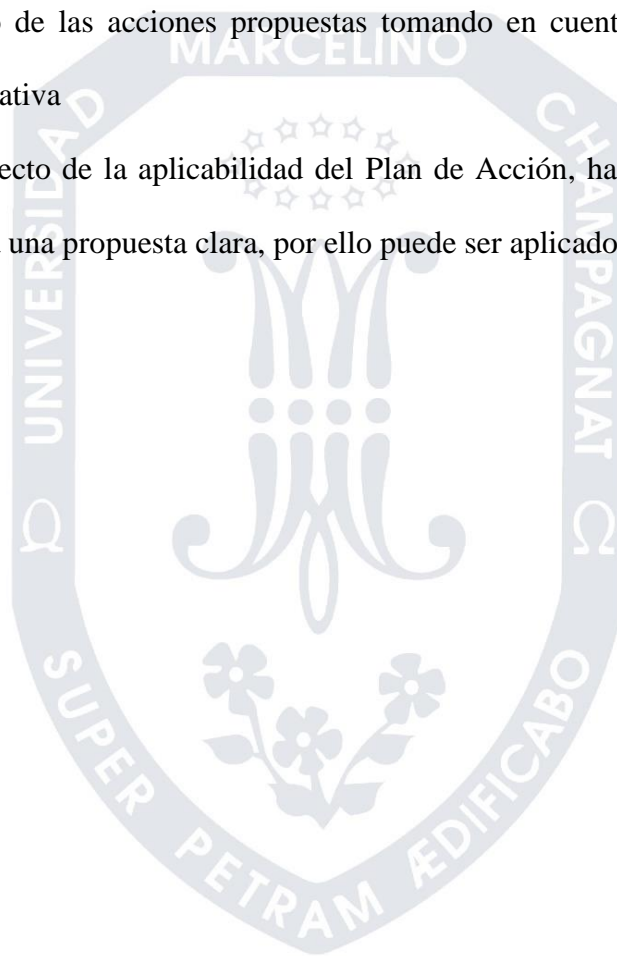 de las acciones propuestas tomando en cuent
MARCELINO
ativa
ecto de la aplicabilidad del Plan de Acción, ha
una propuesta clara, por ello puede ser aplicado
UNIVERSIDAD
CHAMPAGNAT
Ω
Ω
SUPER PETRAM ÆDIFICABO